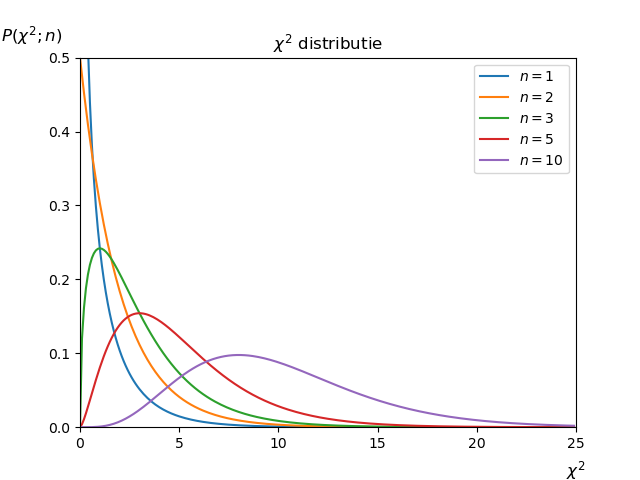 P(χ²; n)
χ² distributie
0.5
0.4
0.3
0.2
0.1
0.0
n = 1
n = 2
n = 3
n = 5
n = 10
0 5 10 15 20 25
χ²